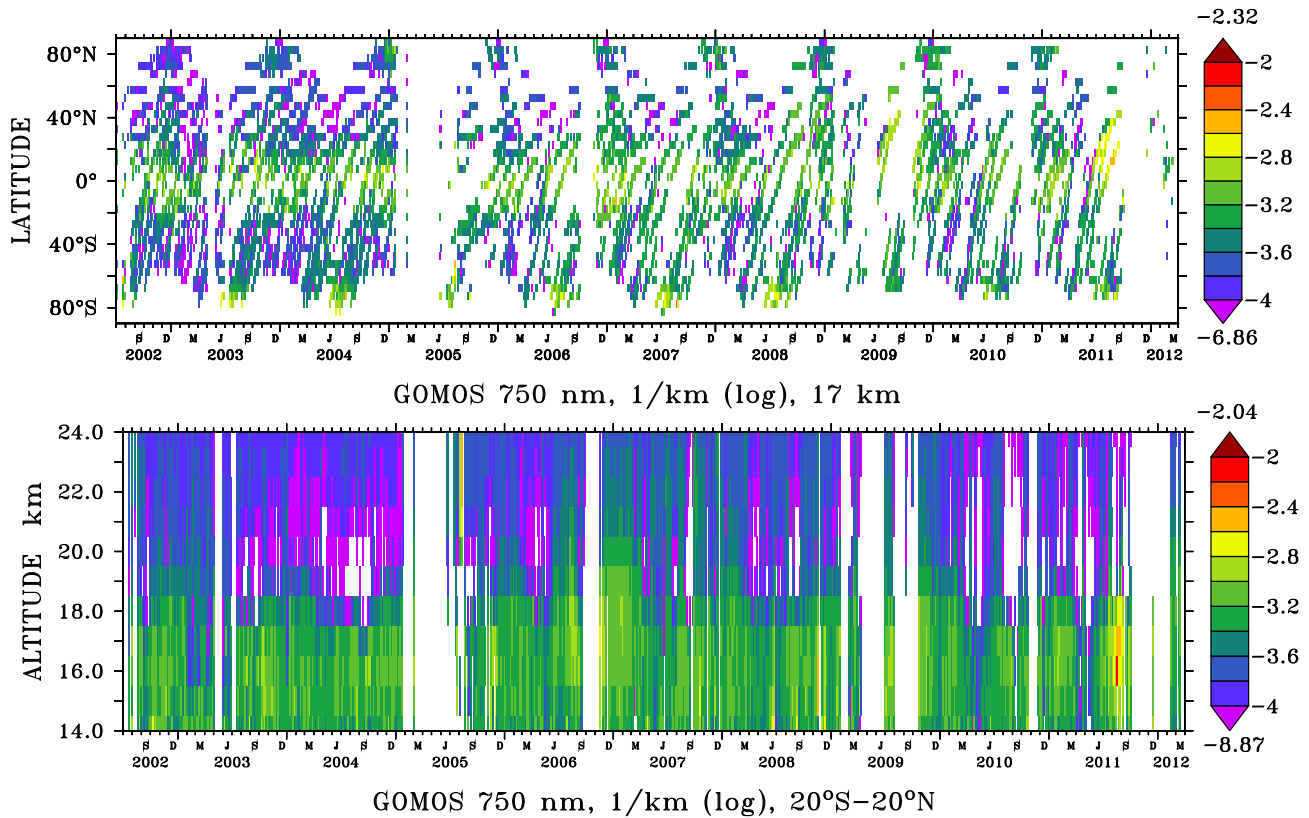 −2.32
80°N
40°N
0°
40°S
80°S
LATITUDE
−2
−2.4
−2.8
−3.2
−3.6
−4
−6.86
S D M J S D M J S D M J S D M J S D M J S D M J S D M J S D M J S D M J S D M
2002 2003 2004 2005 2006 2007 2008 2009 2010 2011 2012
GOMOS 750 nm, 1/km (log), 17 km
−2.04
24.0
22.0
20.0
18.0
16.0
14.0
ALTITUDE km
−2
−2.4
−2.8
−3.2
−3.6
−4
−8.87
S D M J S D M J S D M J S D M J S D M J S D M J S D M J S D M J S D M J S D M
2002 2003 2004 2005 2006 2007 2008 2009 2010 2011 2012
GOMOS 750 nm, 1/km (log), 20°S−20°N